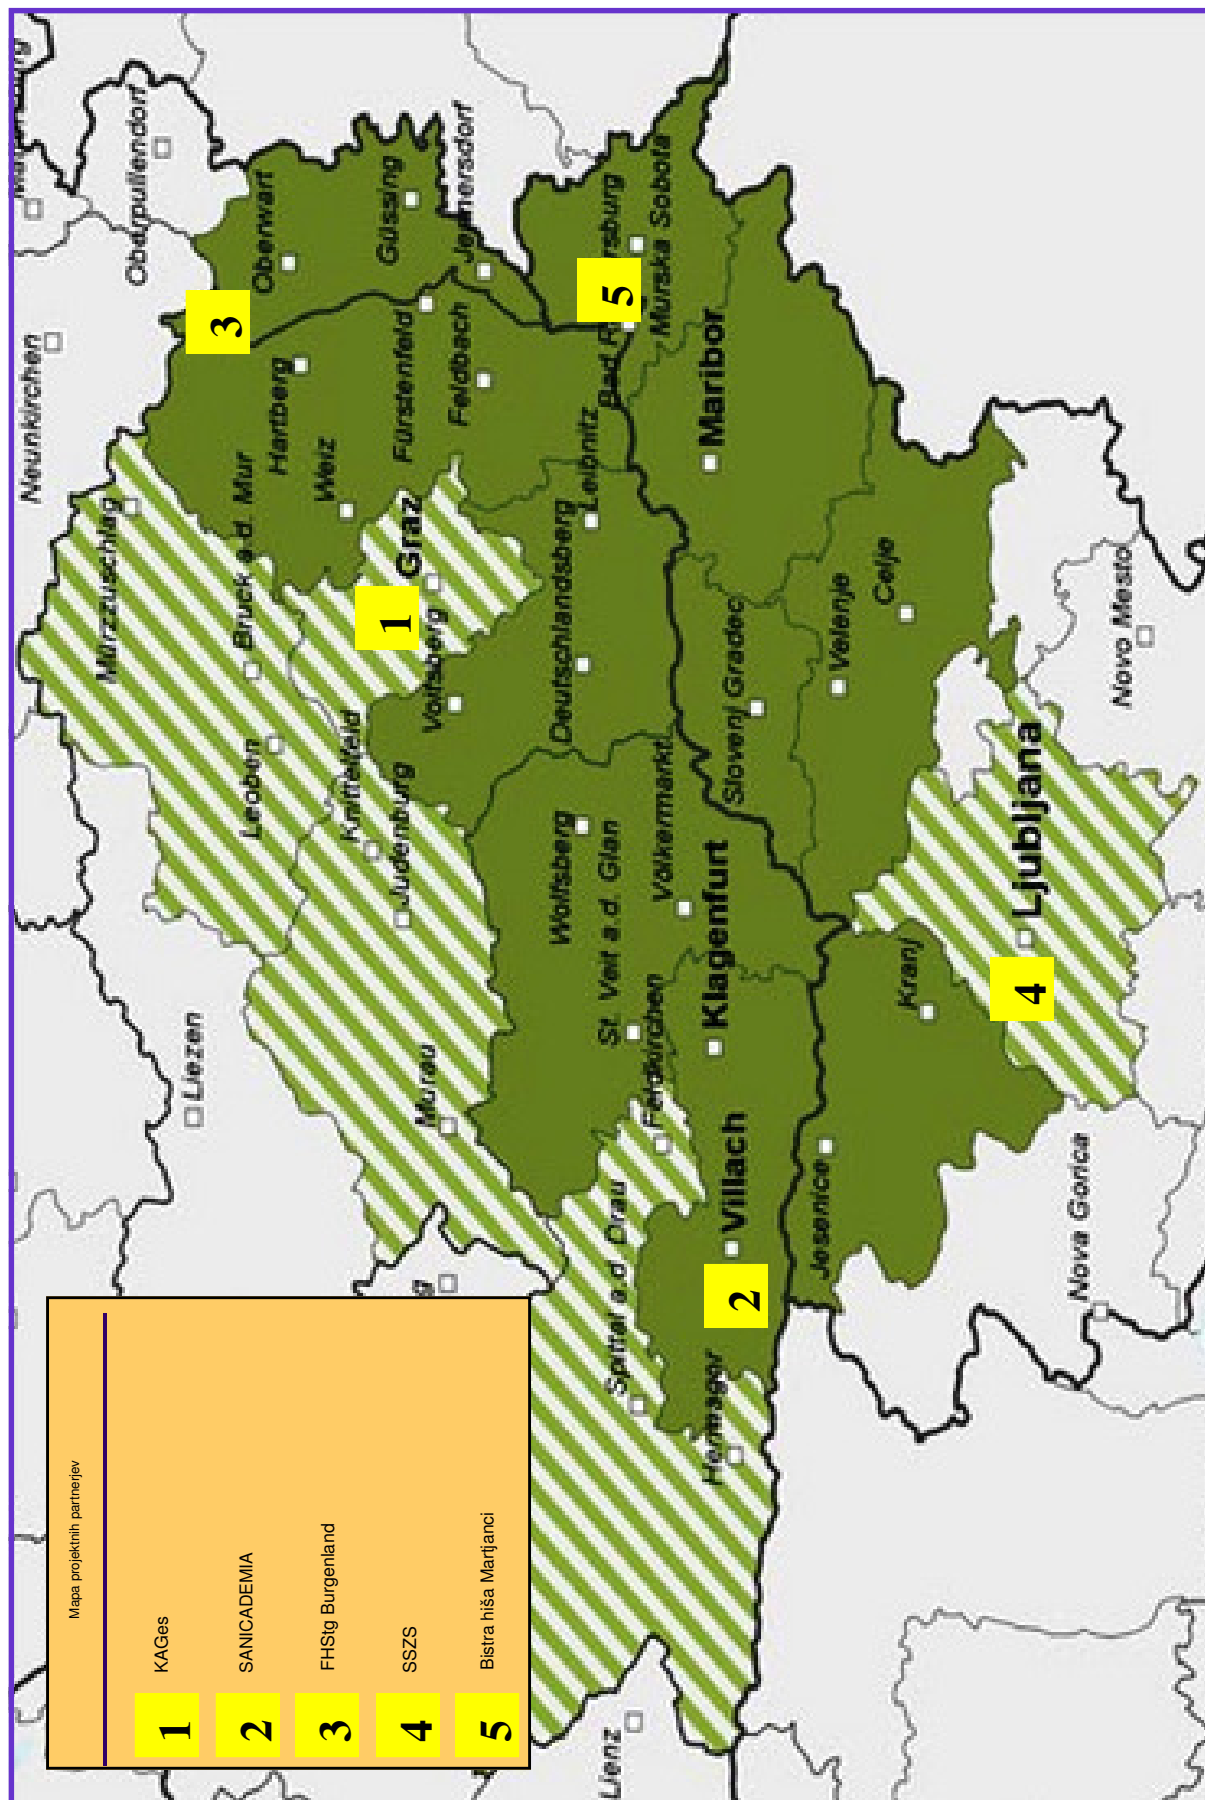 Mapa projektnih partnerjev
1 KAGes
2 SANICADEMIA
3 FHStg Burgenland
4 SSZS
5 Bistra hiša Martjanci
Neunkirchen
Oberpullendorf
Liezen
Mürzzuschlag
Bruck a.d. Mur
Leoben
Hartberg
3
Oberwart
Weiz
Knittelfeld
Judenburg
Murau
1
Graz
Fürstenfeld
Güssing
Voitsberg
Feldbach
Jennersdorf
Wolfsberg
Deutschlandsberg
Leibnitz
Bad
5
Murska Sobota
Lienz
Spittal a.d. Drau
St. Veit a.d. Glan
Feldkirchen
Völkermarkt
Hermagor
2
Villach
Klagenfurt
Slovenj Gradec
Maribor
Jesenice
Velenje
Celje
Kranj
4
Ljubljana
Nova Gorica
Novo Mesto